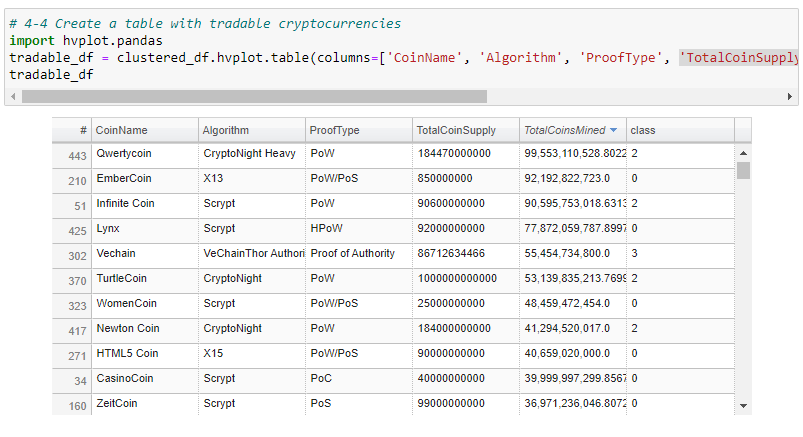 # 4-4 Create a table with tradable cryptocurrencies
import hvplot.pandas
tradable_df = clustered_df.hvplot.table(columns=['CoinName', 'Algorithm', 'ProofType', 'TotalCoinSupply
tradable_df
# CoinName Algorithm ProofType TotalCoinSupply TotalCoinsMined class
443 Qwertycoin CryptoNight Heavy PoW 184470000000 99,553,110,528.8022 2
210 EmberCoin X13 PoW/PoS 850000000 92,192,822,723.0 0
51 Infinite Coin Scrypt PoW 90600000000 90,595,753,018.6313 2
425 Lynx Scrypt HPoW 92000000000 77,872,059,787.8997 0
302 Vechain VeChainThor Authori Proof of Authority 86712634466 55,454,734,800.0 3
370 TurtleCoin CryptoNight PoW 1000000000000 53,139,835,213.7699 2
323 WomenCoin Scrypt PoW/PoS 25000000000 48,459,472,454.0 0
417 Newton Coin CryptoNight PoW 184000000000 41,294,520,017.0 2
271 HTML5 Coin X15 PoW/PoS 90000000000 40,659,020,000.0 0
34 CasinoCoin Scrypt PoC 40000000000 39,999,997,299.8567 0
160 ZeitCoin Scrypt PoS 99000000000 36,971,236,046.8072 0